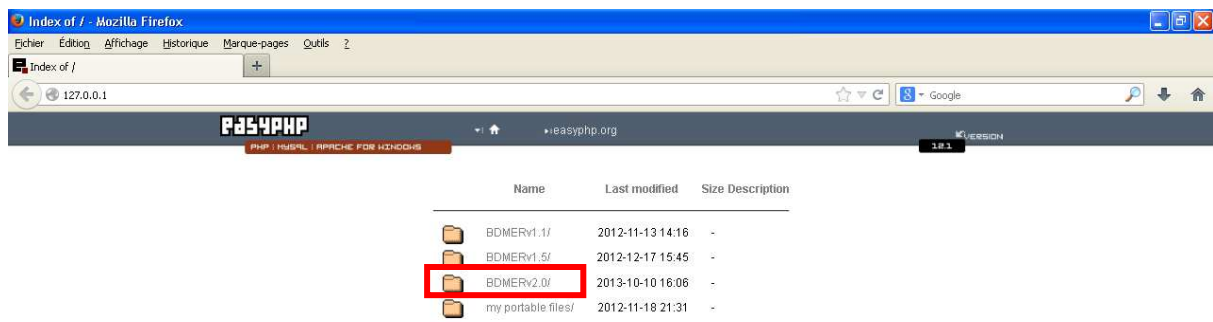 Index of / - Mozilla Firefox
Fichier Édition Affichage Historique Marque-pages Outils ?
Index of / +
127.0.0.1 Google
EASYPHP easyphp.org VERSION
PHP | MYSQL | APACHE FOR WINDOWS 12.1
Name Last modified Size Description
BDMERv1.1/ 2012-11-13 14:16 -
BDMERv1.5/ 2012-12-17 15:45 -
BDMERv2.0/ 2013-10-10 16:06 -
my portable files/ 2012-11-18 21:31 -